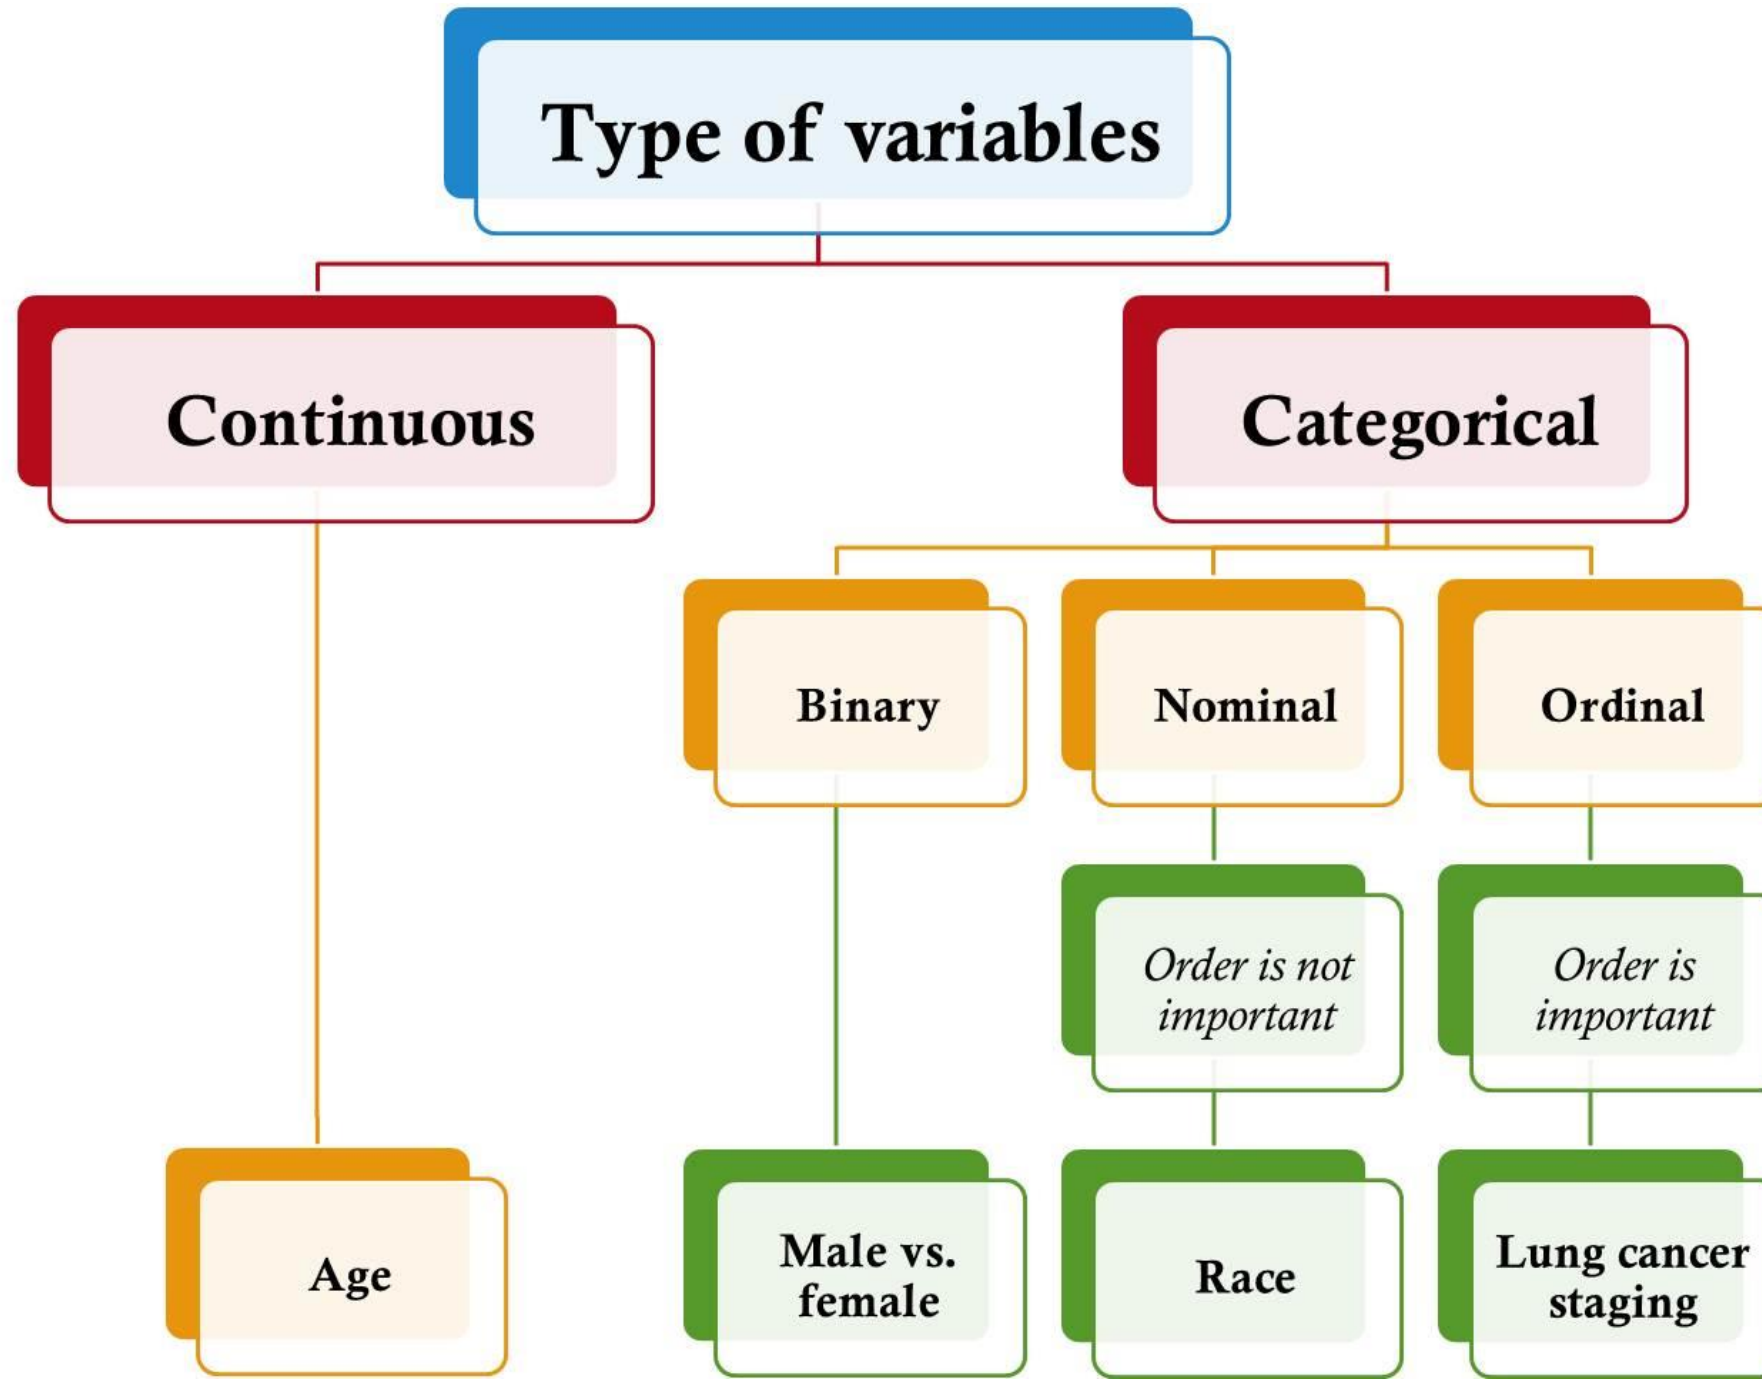 Type of variables
Continuous
Categorical
Binary
Nominal
Ordinal
Order is not
important
Order is
important
Age
Male vs.
female
Race
Lung cancer
staging